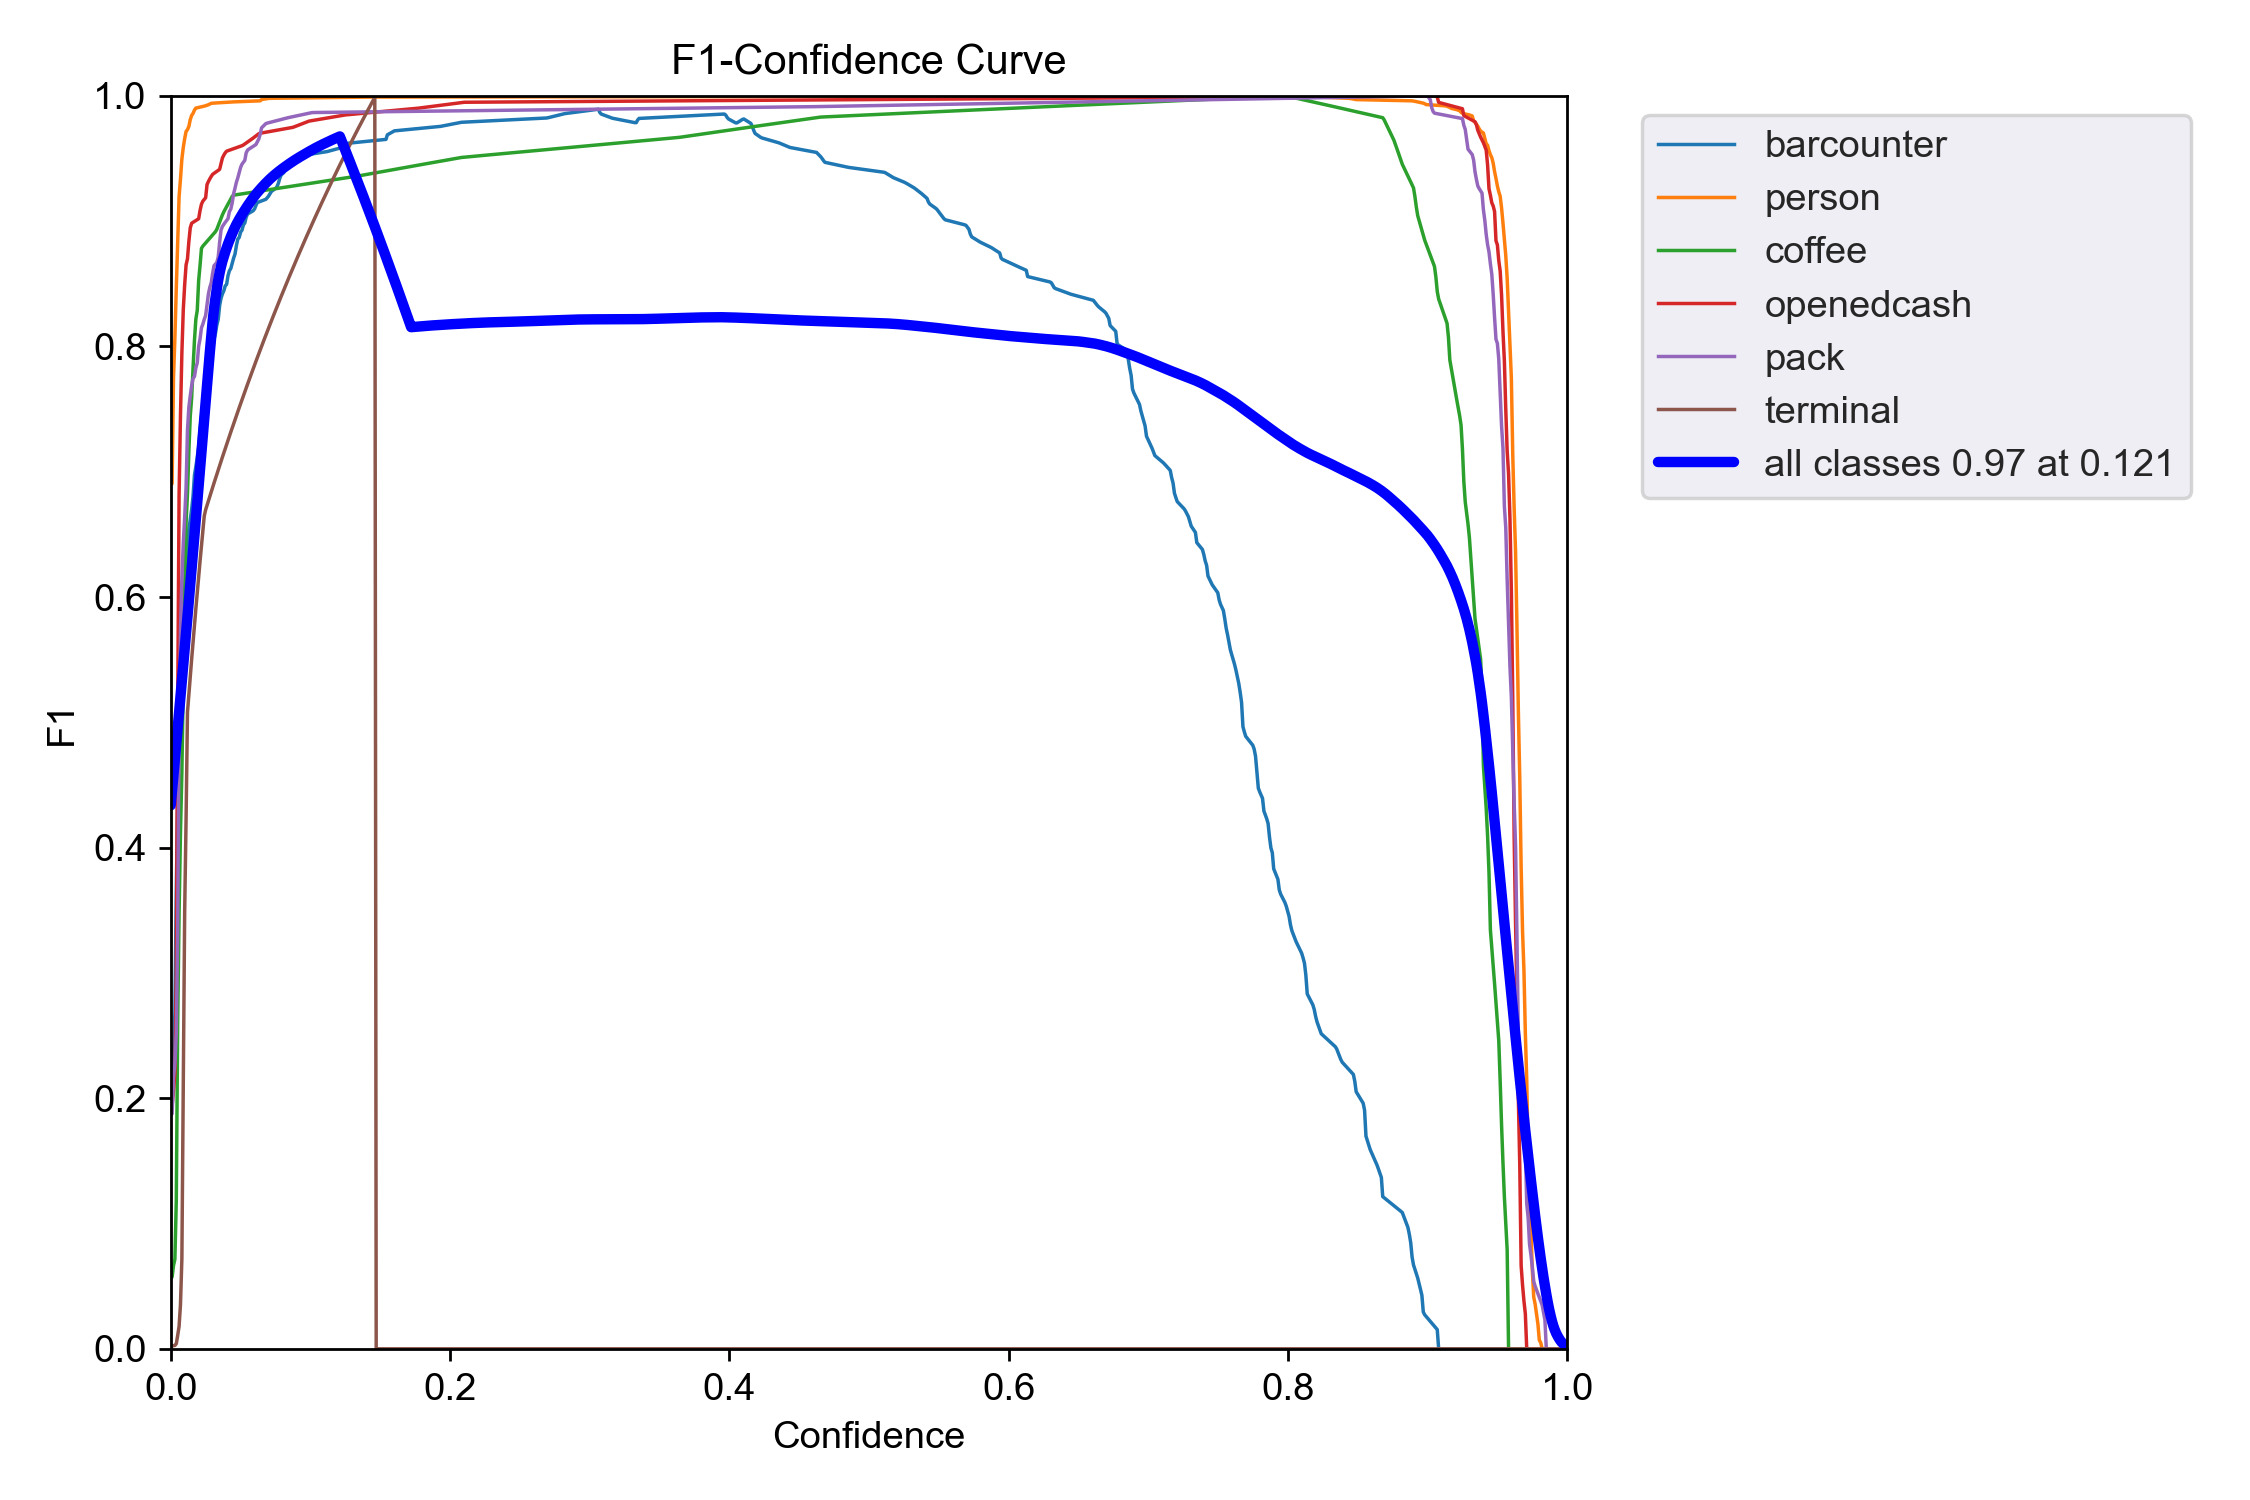 F1-Confidence Curve
1.0
0.8
0.6
0.4
0.2
0.0
F1
0.0 0.2 0.4 0.6 0.8 1.0
Confidence
barcounter
person
coffee
openedcash
pack
terminal
all classes 0.97 at 0.121